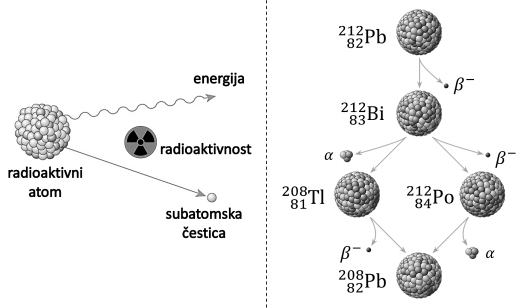 energija
radioaktivnost
radioaktivni
atom
subatomska
čestica
²¹²₈₂Pb
β⁻
²¹²₈₃Bi
α
β⁻
²⁰⁸₈₁Tl
²¹²₈₄Po
β⁻
α
²⁰⁸₈₂Pb